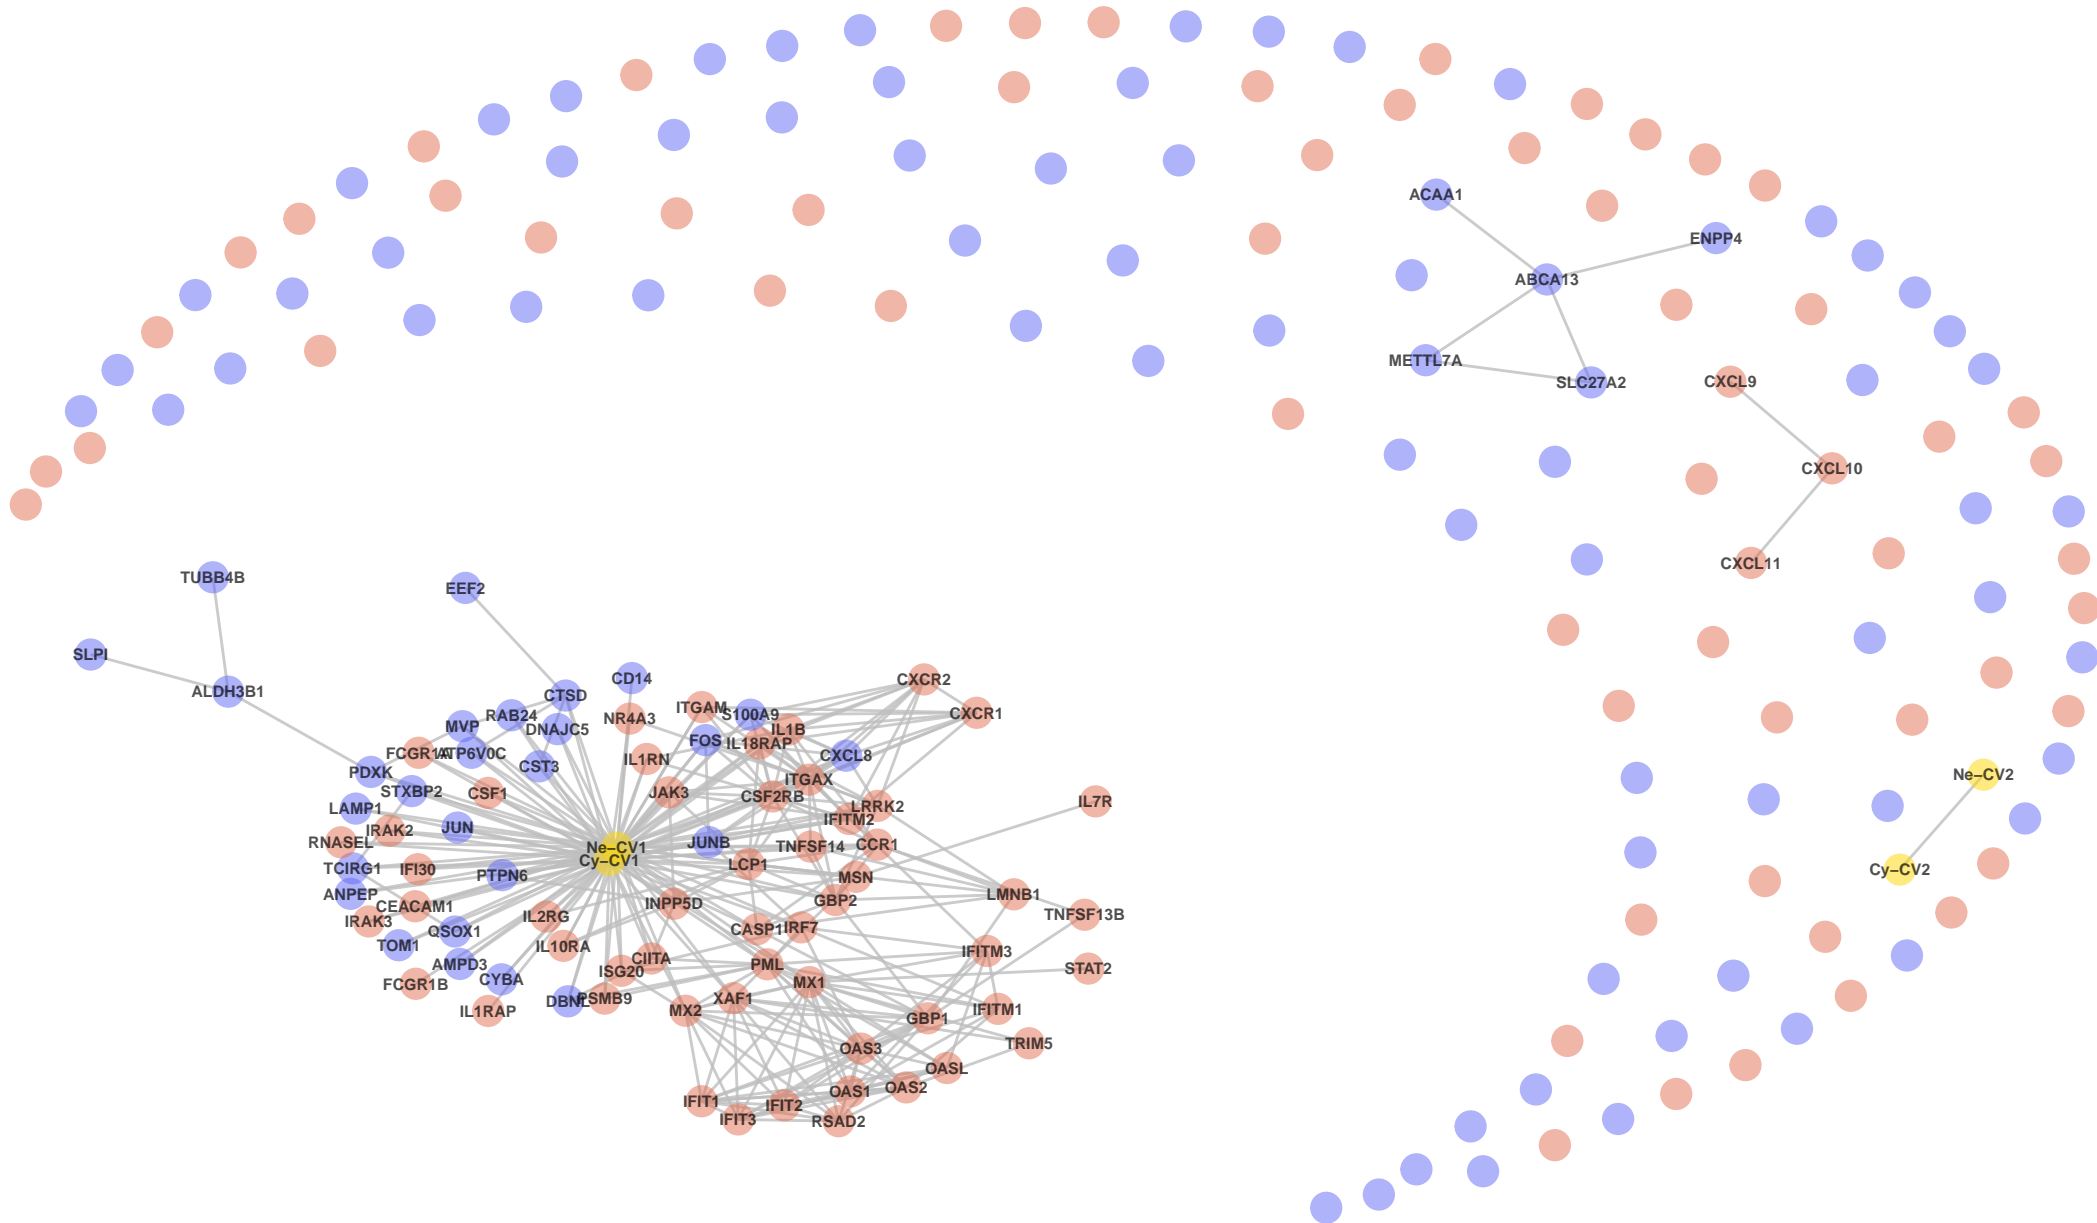 ACAA1
ENPP4
ABCA13
METTL7A
SLC27A2
CXCL9
CXCL10
CXCL11
TUBB4B
EEF2
SLPI
ALDH3B1
CTSD
CD14
CXCR2
CXCR1
RAB24
MVP
DNAJC5
NR4A3
ITGAM
S100A9
IL1B
FOS
IL18RAP
CXCL8
FCGR1A
ATP6V0C
CST3
IL1RN
PDXK
STXBP2
CSF1
JAK3
ITGAX
CSF2RB
LAMP1
LRRK2
IFITM2
IL7R
Ne–CV2
Cy–CV2
JUN
IRAK2
RNASEL
JUNB
TNFSF14
CCR1
Ne–CV1
Cy–CV1
LCP1
TCIRG1
IFI30
PTPN6
MSN
ANPEP
CEACAM1
INPP5D
GBP2
LMNB1
IRAK3
QSOX1
IL2RG
CASP1
IRF7
TNFSF13B
TOM1
IL10RA
CIITA
ISG20
PML
IFITM3
STAT2
AMPD3
CYBA
FCGR1B
MX1
IL1RAP
DBNL
PSMB9
MX2
XAF1
GBP1
IFITM1
TRIM5
OAS3
OASL
OAS2
OAS1
IFIT1
IFIT2
IFIT3
RSAD2